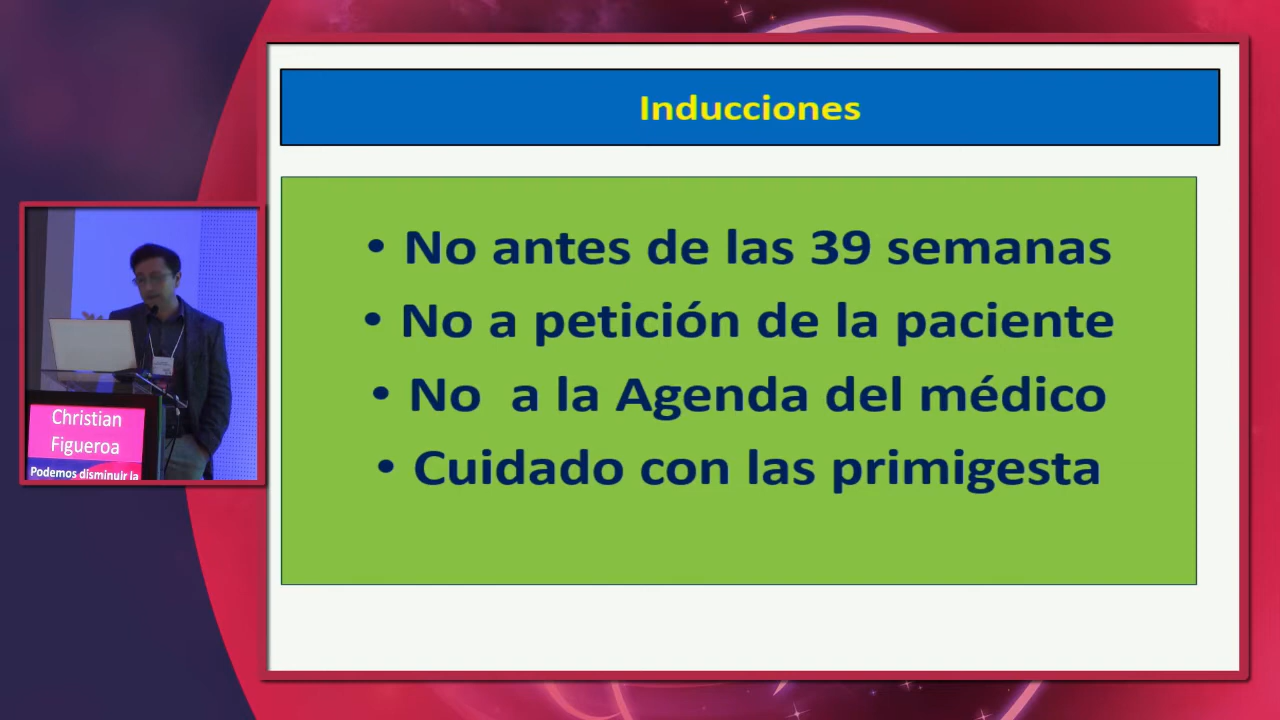 Inducciones
• No antes de las 39 semanas
• No a petición de la paciente
• No  a la Agenda del médico
• Cuidado con las primigesta
Christian
Figueroa
Podemos disminuir la